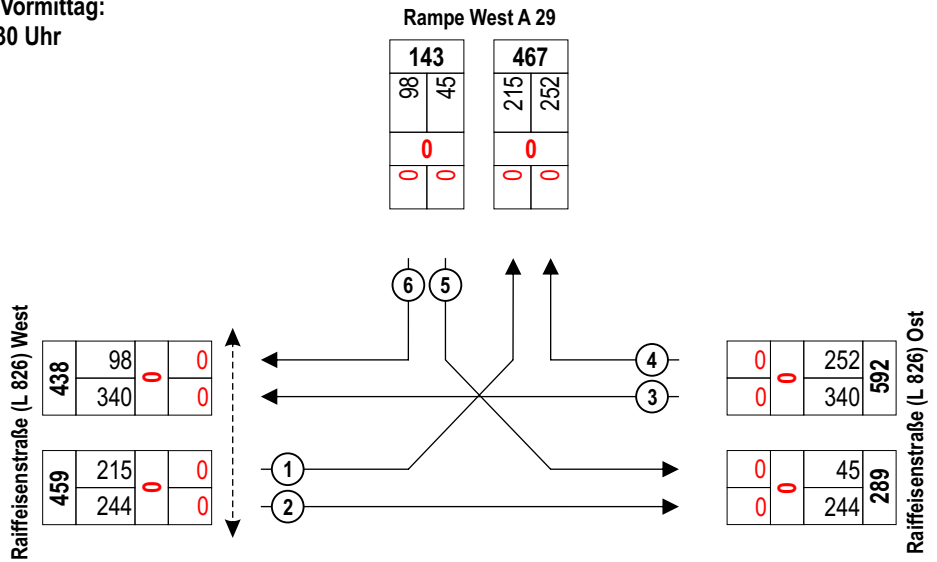 Vormittag:
30 Uhr
Rampe West A 29
143 467
98 45 215 252
0 0
0 0 0 0
6 5
Raiffeisenstraße (L 826) West
438 98 0 0
340 0
4
3
0 0 252 592
0 340
Raiffeisenstraße (L 826) Ost
459 215 0 0
244 0
1
2
0 0 45 289
0 244